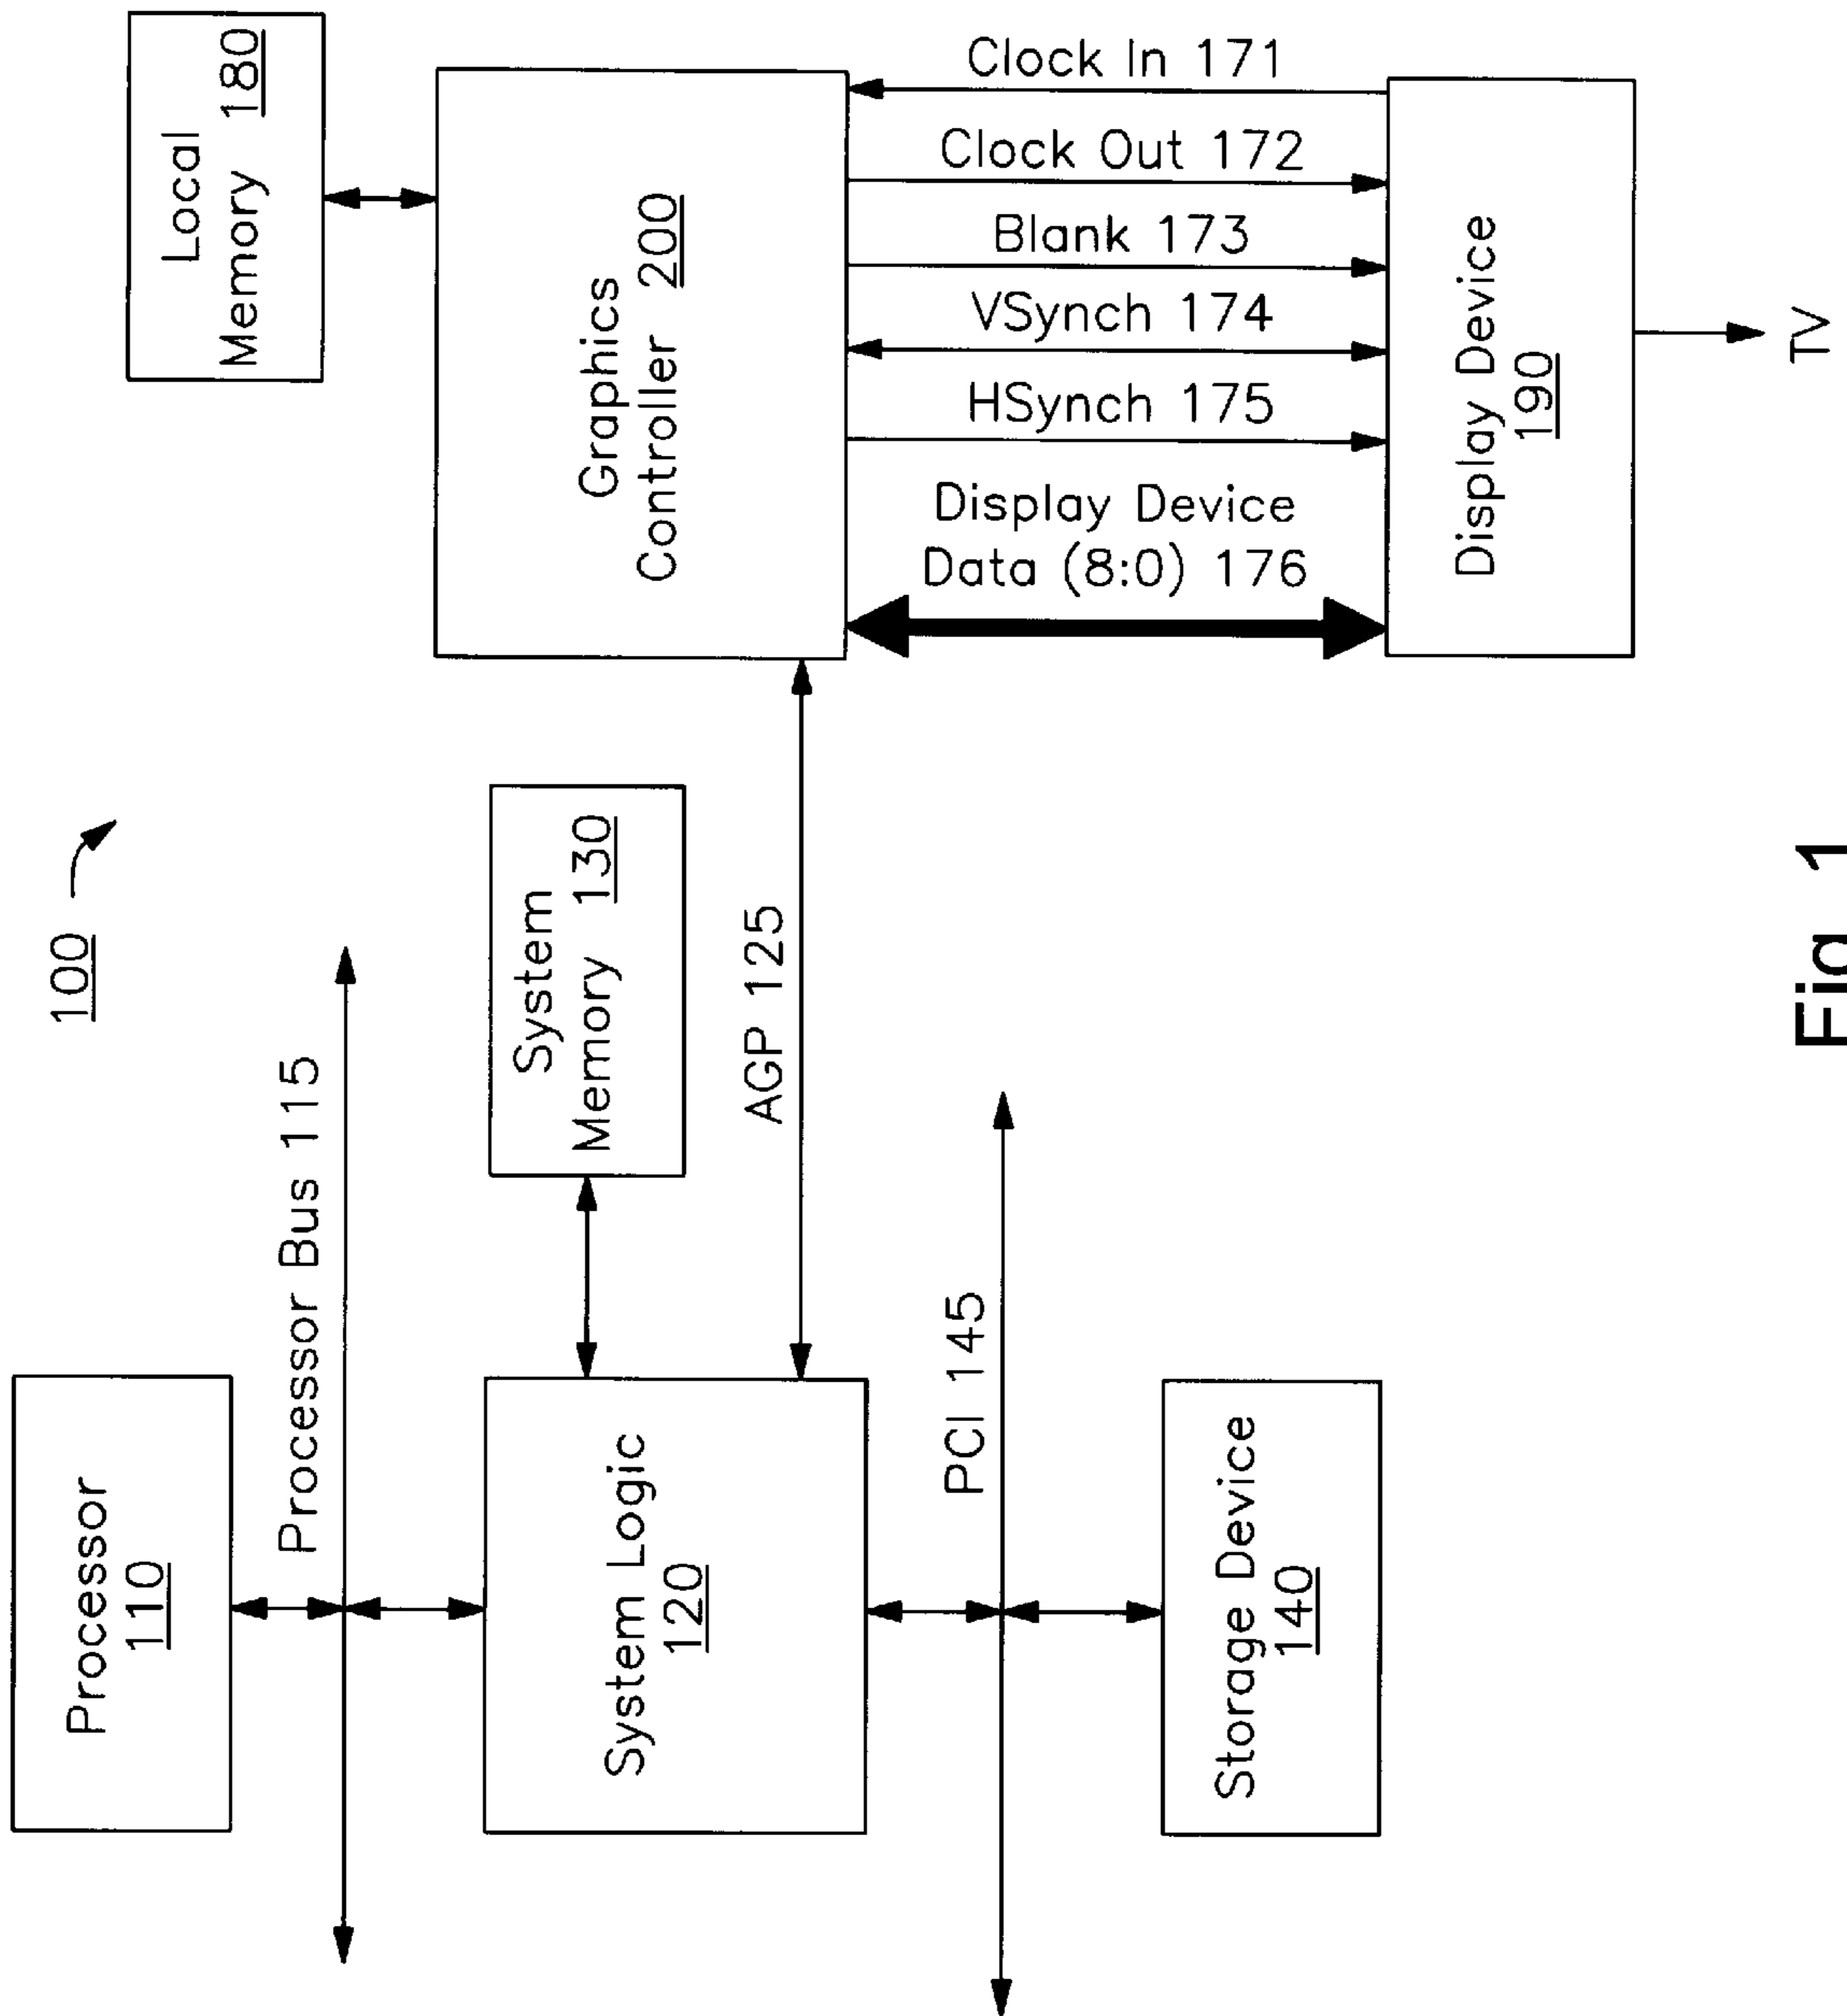 100
Processor
110
Processor Bus 115
System Logic
120
System
Memory 130
AGP 125
PCI 145
Storage Device
140
Local
Memory 180
Graphics
Controller 200
Clock In 171
Clock Out 172
Blank 173
VSynch 174
HSynch 175
Display Device
Data (8:0) 176
Display Device
190
TV
Fig. 1